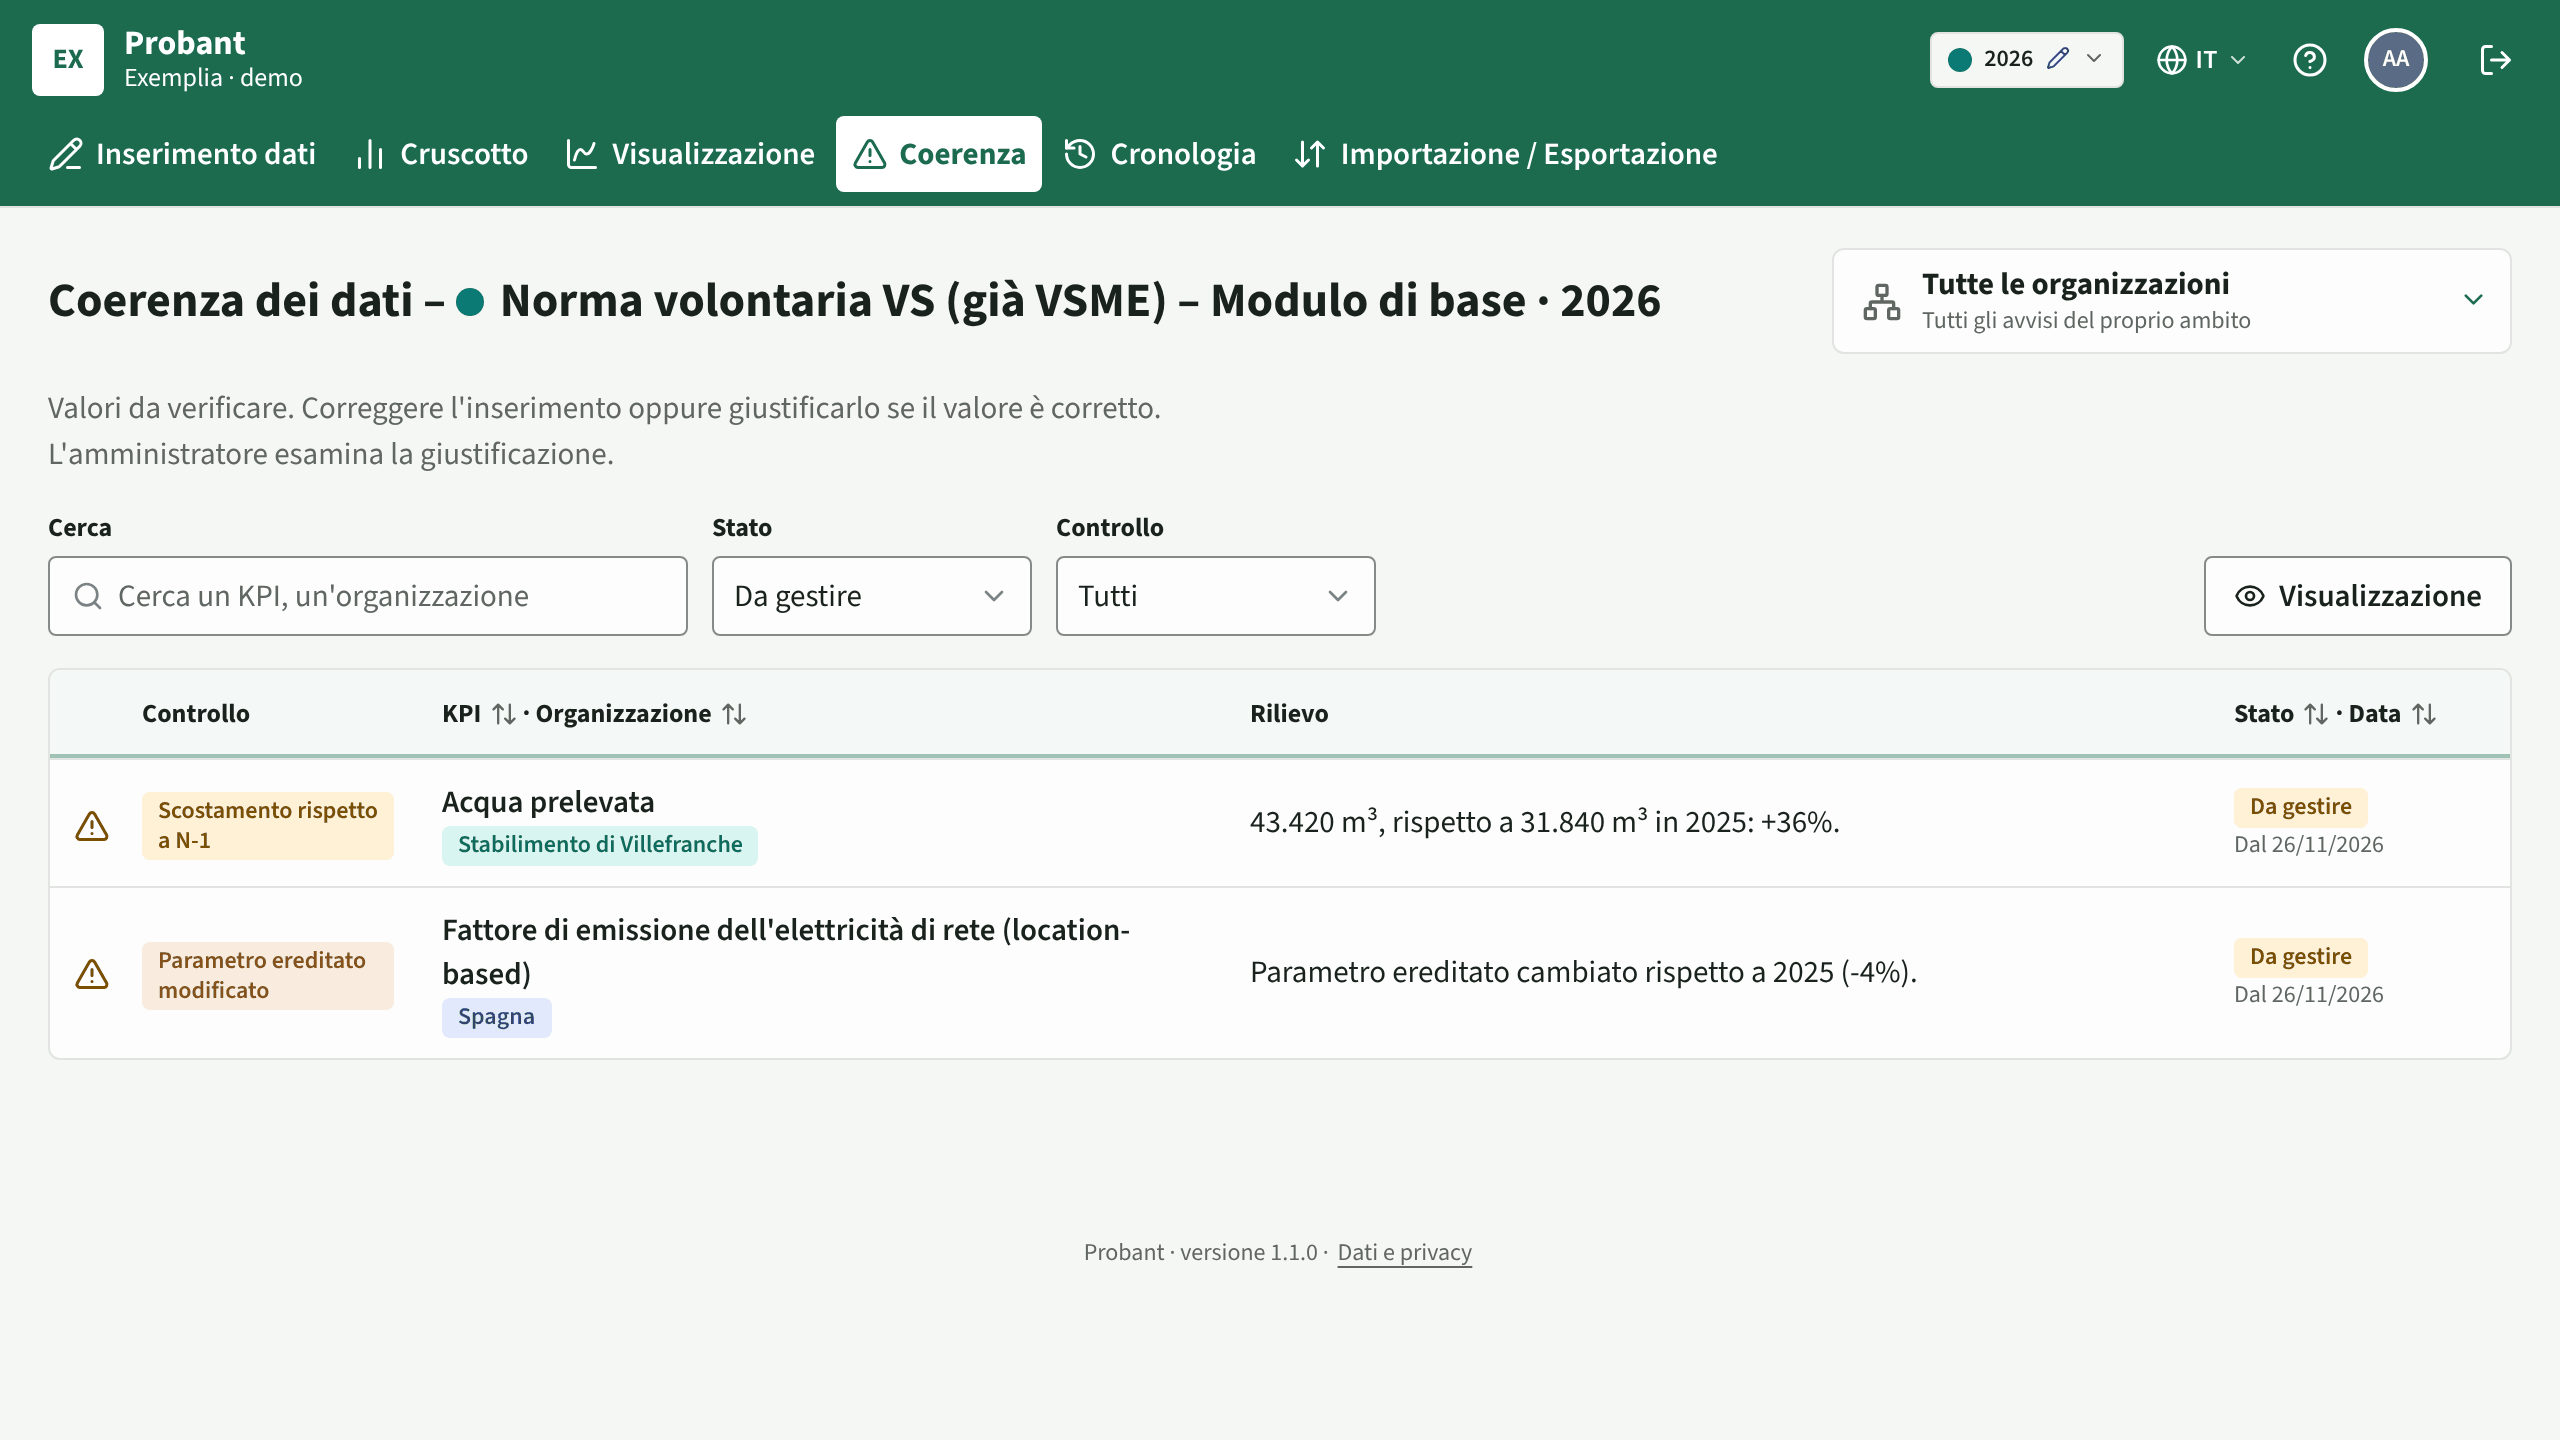 EX
Probant
Exemplia · demo
2026
IT
AA
Inserimento dati
Cruscotto
Visualizzazione
Coerenza
Cronologia
Importazione / Esportazione
Coerenza dei dati – Norma volontaria VS (già VSME) – Modulo di base · 2026
Tutte le organizzazioni
Tutti gli avvisi del proprio ambito
Valori da verificare. Correggere l'inserimento oppure giustificarlo se il valore è corretto.
L'amministratore esamina la giustificazione.
Cerca
Stato
Controllo
Cerca un KPI, un'organizzazione
Da gestire
Tutti
Visualizzazione
Controllo
KPI · Organizzazione
Rilievo
Stato · Data
Scostamento rispetto
a N-1
Acqua prelevata
Stabilimento di Villefranche
43.420 m³, rispetto a 31.840 m³ in 2025: +36%.
Da gestire
Dal 26/11/2026
Parametro ereditato
modificato
Fattore di emissione dell'elettricità di rete (location-
based)
Spagna
Parametro ereditato cambiato rispetto a 2025 (-4%).
Da gestire
Dal 26/11/2026
Probant · versione 1.1.0 · Dati e privacy